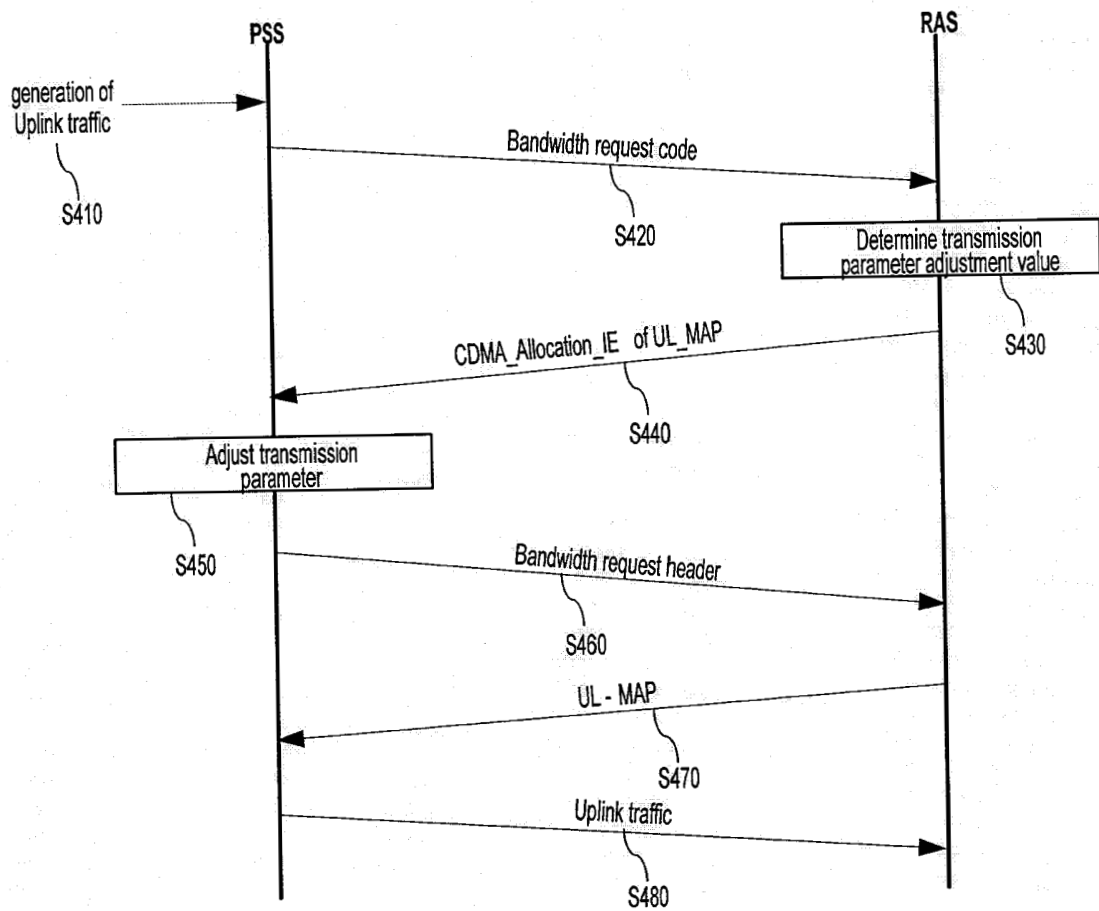 PSS
RAS
generation of
Uplink traffic
S410
Bandwidth request code
S420
Determine transmission
parameter adjustment value
S430
CDMA_Allocation_IE of UL_MAP
S440
Adjust transmission
parameter
S450
Bandwidth request header
S460
UL - MAP
S470
Uplink traffic
S480